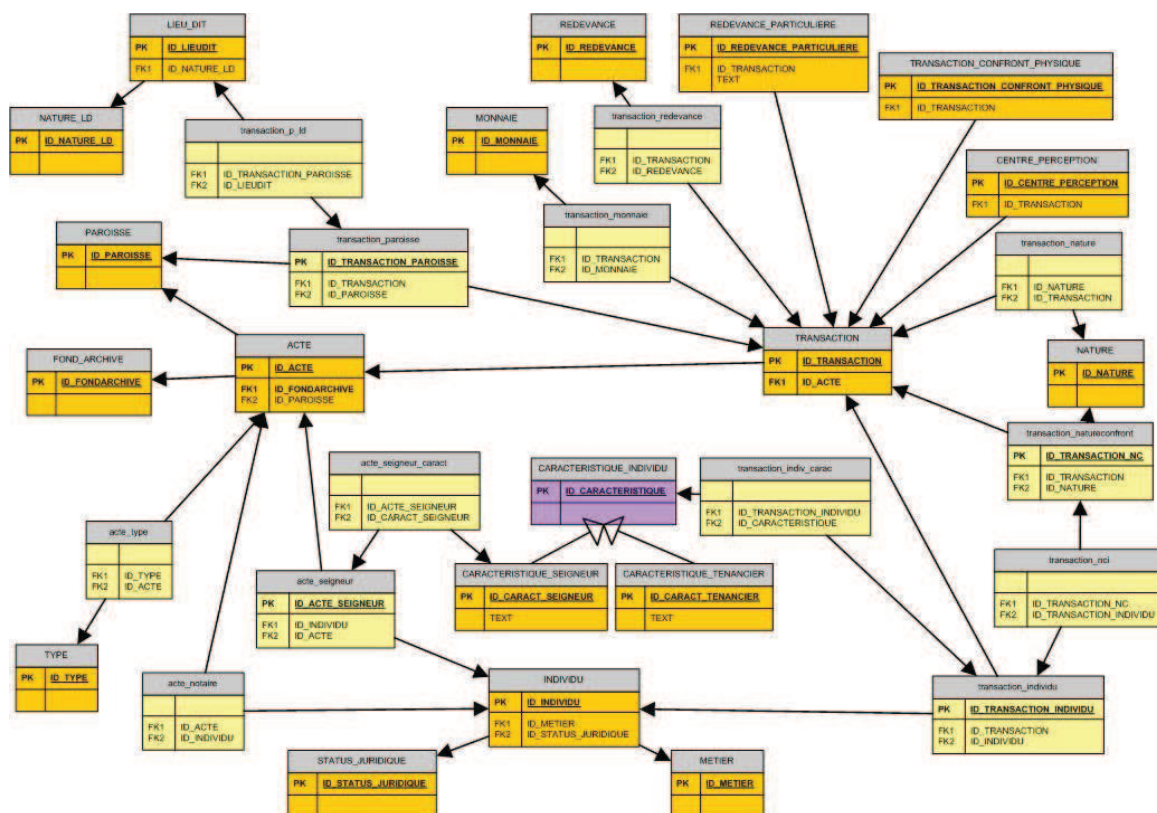 LIEU_DIT
PK ID_LIEUDIT
FK1 ID_NATURE_LD
NATURE_LD
PK ID_NATURE_LD
transaction_p_ld
FK1 ID_TRANSACTION_PAROISSE
FK2 ID_LIEUDIT
REDEVANCE
PK ID_REDEVANCE
REDEVANCE_PARTICULIERE
PK ID_REDEVANCE_PARTICULIERE
FK1 ID_TRANSACTION
TEXT
TRANSACTION_CONFRONT_PHYSIQUE
PK ID_TRANSACTION_CONFRONT_PHYSIQUE
FK1 ID_TRANSACTION
MONNAIE
PK ID_MONNAIE
transaction_redevance
FK1 ID_TRANSACTION
FK2 ID_REDEVANCE
CENTRE_PERCEPTION
PK ID_CENTRE_PERCEPTION
FK1 ID_TRANSACTION
PAROISSE
PK ID_PAROISSE
transaction_paroisse
PK ID_TRANSACTION_PAROISSE
FK1 ID_TRANSACTION
FK2 ID_PAROISSE
transaction_monnaie
FK1 ID_TRANSACTION
FK2 ID_MONNAIE
transaction_nature
FK1 ID_NATURE
FK2 ID_TRANSACTION
FOND_ARCHIVE
PK ID_FONDARCHIVE
ACTE
PK ID_ACTE
FK1 ID_FONDARCHIVE
FK2 ID_PAROISSE
TRANSACTION
PK ID_TRANSACTION
FK1 ID_ACTE
NATURE
PK ID_NATURE
transaction_natureconfront
PK ID_TRANSACTION_NC
FK1 ID_TRANSACTION
FK2 ID_NATURE
acte_seigneur_caract
FK1 ID_ACTE_SEIGNEUR
FK2 ID_CARACT_SEIGNEUR
CARACTERISTIQUE_INDIVIDU
PK ID_CARACTERISTIQUE
transaction_indiv_carac
FK1 ID_TRANSACTION_INDIVIDU
FK2 ID_CARACTERISTIQUE
acte_type
FK1 ID_TYPE
FK2 ID_ACTE
acte_seigneur
PK ID_ACTE_SEIGNEUR
FK1 ID_INDIVIDU
FK2 ID_ACTE
CARACTERISTIQUE_SEIGNEUR
PK ID_CARACT_SEIGNEUR
TEXT
CARACTERISTIQUE_TENANCIER
PK ID_CARACT_TENANCIER
TEXT
transaction_nci
FK1 ID_TRANSACTION_NC
FK2 ID_TRANSACTION_INDIVIDU
TYPE
PK ID_TYPE
acte_notaire
FK1 ID_ACTE
FK2 ID_INDIVIDU
INDIVIDU
PK ID_INDIVIDU
FK1 ID_METIER
FK2 ID_STATUS_JURIDIQUE
transaction_individu
PK ID_TRANSACTION_INDIVIDU
FK1 ID_TRANSACTION
FK2 ID_INDIVIDU
STATUS_JURIDIQUE
PK ID_STATUS_JURIDIQUE
METIER
PK ID_METIER